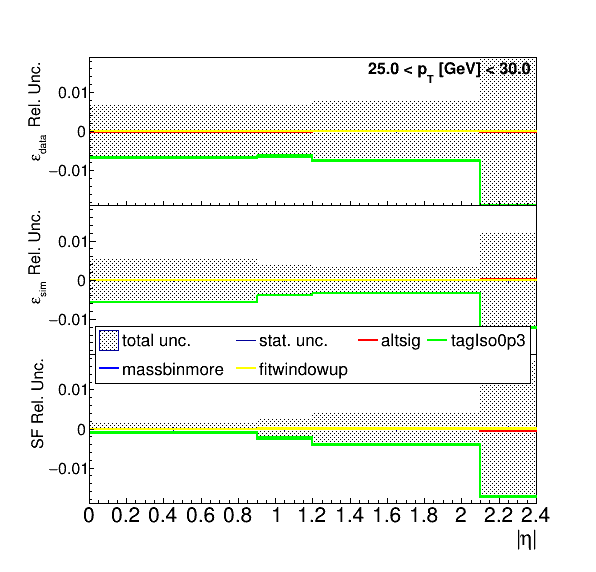 25.0 < p_T [GeV] < 30.0
ε_data Rel. Unc.
0.01
0
−0.01
ε_sim Rel. Unc.
0.01
0
−0.01
total unc. stat. unc. altsig tagIso0p3
massbinmore fitwindowup
SF Rel. Unc.
0.01
0
−0.01
0 0.2 0.4 0.6 0.8 1 1.2 1.4 1.6 1.8 2 2.2 2.4
|η|